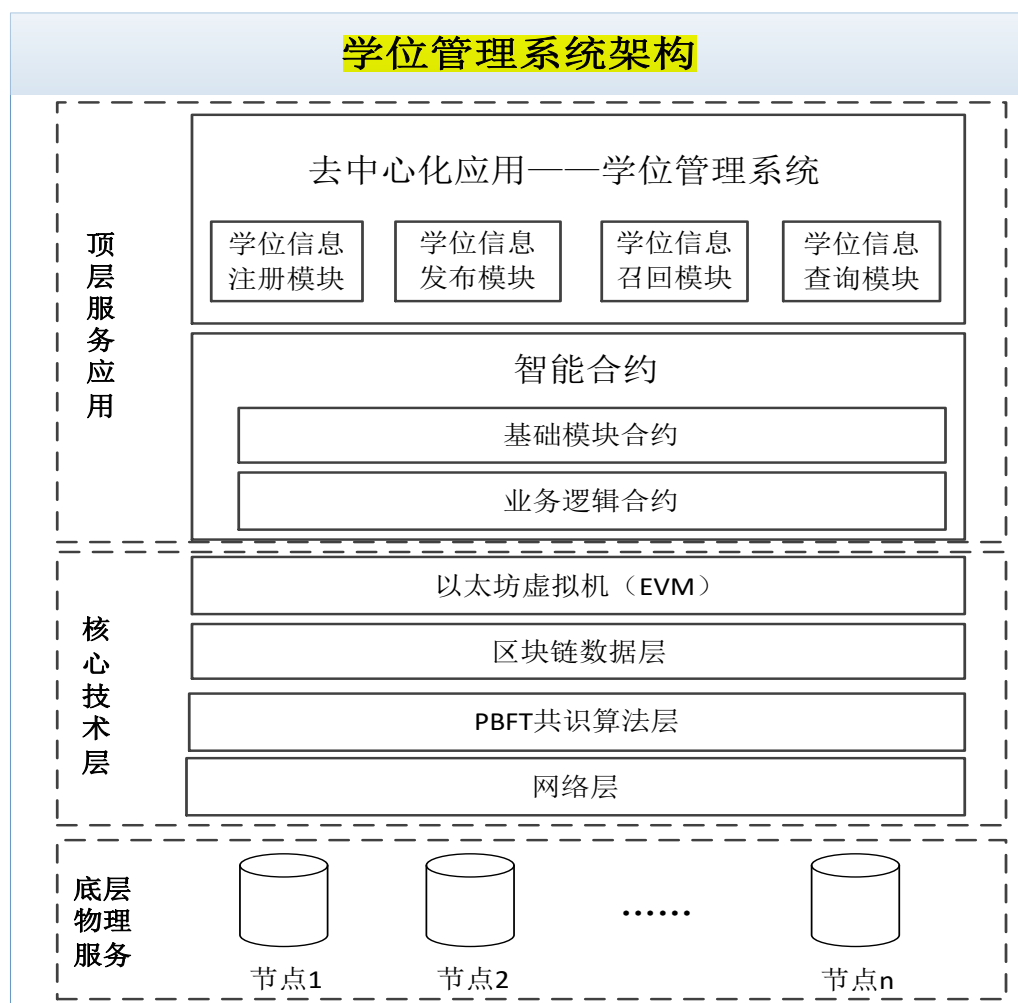 学位管理系统架构
顶层服务应用
去中心化应用——学位管理系统
学位信息
注册模块
学位信息
发布模块
学位信息
召回模块
学位信息
查询模块
智能合约
基础模块合约
业务逻辑合约
核心技术层
以太坊虚拟机（EVM）
区块链数据层
PBFT共识算法层
网络层
底层
物理
服务
······
节点1
节点2
节点n